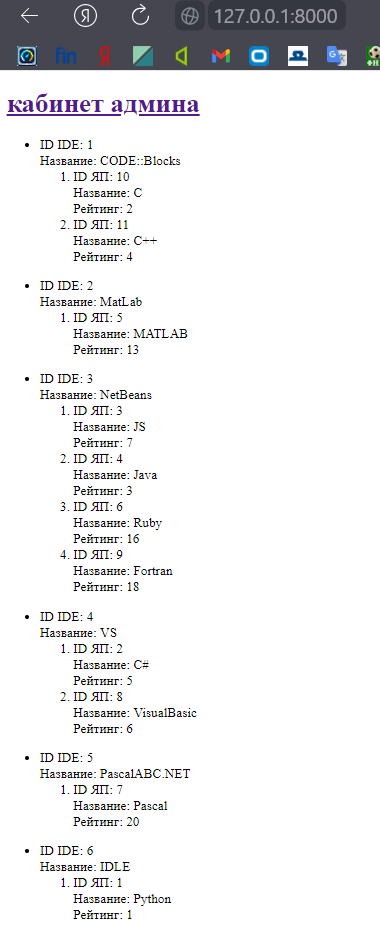 Я
127.0.0.1:8000
fin Я
кабинет админа
ID IDE: 1
Название: CODE::Blocks
1. ID ЯП: 10
Название: C
Рейтинг: 2
2. ID ЯП: 11
Название: C++
Рейтинг: 4
ID IDE: 2
Название: MatLab
1. ID ЯП: 5
Название: MATLAB
Рейтинг: 13
ID IDE: 3
Название: NetBeans
1. ID ЯП: 3
Название: JS
Рейтинг: 7
2. ID ЯП: 4
Название: Java
Рейтинг: 3
3. ID ЯП: 6
Название: Ruby
Рейтинг: 16
4. ID ЯП: 9
Название: Fortran
Рейтинг: 18
ID IDE: 4
Название: VS
1. ID ЯП: 2
Название: C#
Рейтинг: 5
2. ID ЯП: 8
Название: VisualBasic
Рейтинг: 6
ID IDE: 5
Название: PascalABC.NET
1. ID ЯП: 7
Название: Pascal
Рейтинг: 20
ID IDE: 6
Название: IDLE
1. ID ЯП: 1
Название: Python
Рейтинг: 1